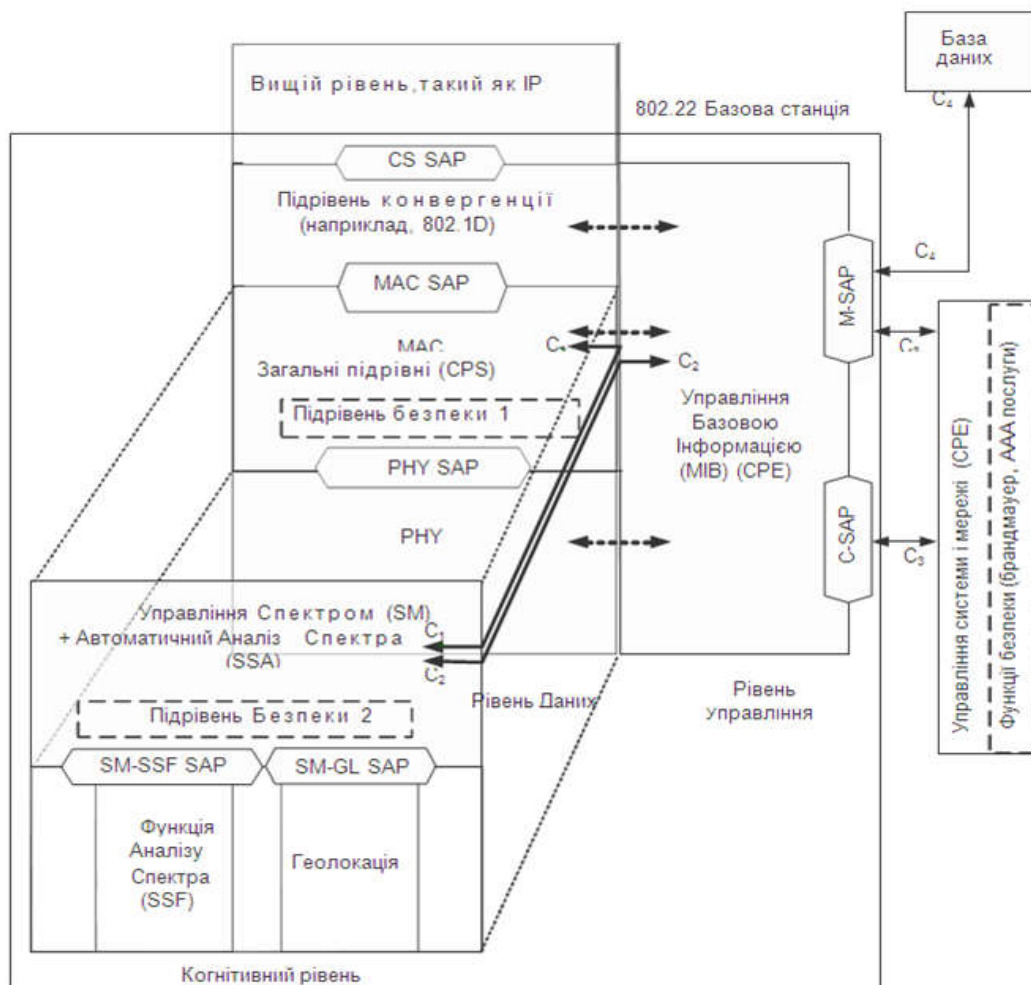 База
даних
C₄
Вищій рівень,такий як IP
802.22 Базова станція
CS SAP
Підрівень конвергенції
(наприклад, 802.1D)
C₄
MAC SAP
M-SAP
MAC
C₂
Загальні підрівні (CPS)
Підрівень безпеки 1
Управління
Базовою
Інформацією
(MIB) (CPE)
PHY SAP
PHY
C-SAP
C₃
Управління системи і мережі (CPE)
Функції безпеки (брандмауер, ААА послуги)
Управління Спектром (SM)
+ Автоматичний Аналіз Спектра
(SSA)
C₁
C₂
Рівень Даних
Рівень
Управління
Підрівень Безпеки 2
SM-SSF SAP
SM-GL SAP
Функція
Аналізу
Спектра
(SSF)
Геолокація
Когнітивний рівень